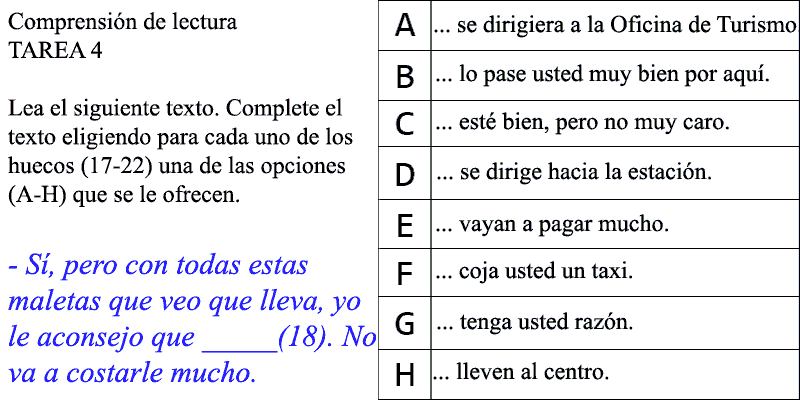 Comprensión de lectura
TAREA 4
Lea el siguiente texto. Complete el
texto eligiendo para cada uno de los
huecos (17-22) una de las opciones
(A-H) que se le ofrecen.
- Sí, pero con todas estas
maletas que veo que lleva, yo
le aconsejo que _____(18). No
va a costarle mucho.
A ... se dirigiera a la Oficina de Turismo
B ... lo pase usted muy bien por aquí.
C ... esté bien, pero no muy caro.
D ... se dirige hacia la estación.
E ... vayan a pagar mucho.
F ... coja usted un taxi.
G ... tenga usted razón.
H ... lleven al centro.